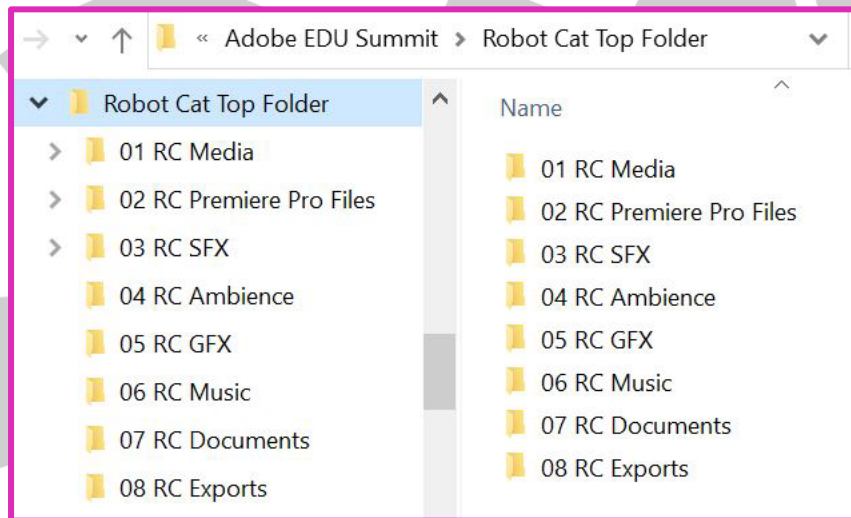 « Adobe EDU Summit > Robot Cat Top Folder
Robot Cat Top Folder
01 RC Media
02 RC Premiere Pro Files
03 RC SFX
04 RC Ambience
05 RC GFX
06 RC Music
07 RC Documents
08 RC Exports
Name
01 RC Media
02 RC Premiere Pro Files
03 RC SFX
04 RC Ambience
05 RC GFX
06 RC Music
07 RC Documents
08 RC Exports